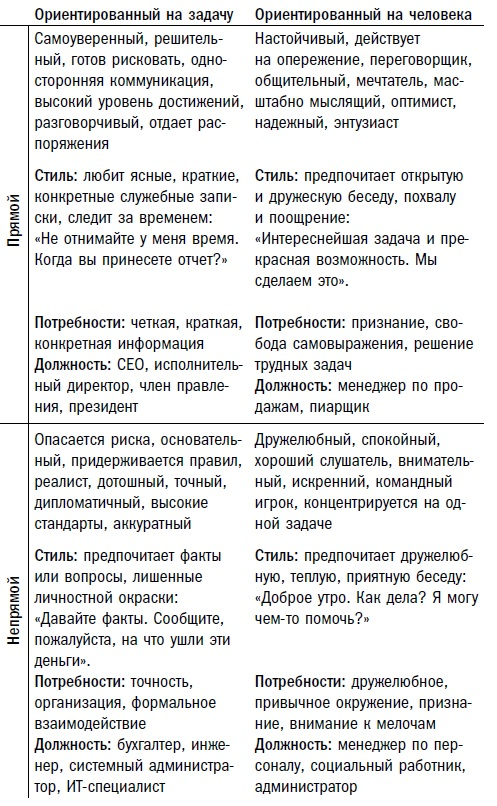 Ориентированный на задачу
Ориентированный на человека
Прямой
Самоуверенный, решитель-
ный, готов рисковать, одно-
сторонняя коммуникация,
высокий уровень достижений,
разговорчивый, отдает рас-
поряжения
Стиль: любит ясные, краткие,
конкретные служебные запи-
ски, следит за временем:
«Не отнимайте у меня время.
Когда вы принесете отчет?»
Потребности: четкая, краткая,
конкретная информация
Должность: CEO, исполнитель-
ный директор, член правле-
ния, президент
Настойчивый, действует
на опережение, переговорщик,
общительный, мечтатель, мас-
штабно мыслящий, оптимист,
надежный, энтузиаст
Стиль: предпочитает открытую
и дружескую беседу, похвалу
и поощрение:
«Интереснейшая задача и пре-
красная возможность. Мы
сделаем это».
Потребности: признание, сво-
бода самовыражения, решение
трудных задач
Должность: менеджер по про-
дажам, пиарщик
Непрямой
Опасается риска, основатель-
ный, придерживается правил,
реалист, дотошный, точный,
дипломатичный, высокие
стандарты, аккуратный
Стиль: предпочитает факты
или вопросы, лишенные
личностной окраски:
«Давайте факты. Сообщите,
пожалуйста, на что ушли эти
деньги».
Потребности: точность,
организация, формальное
взаимодействие
Должность: бухгалтер, инже-
нер, системный администра-
тор, ИТ-специалист
Дружелюбный, спокойный,
хороший слушатель, вниматель-
ный, искренний, командный
игрок, концентрируется на од-
ной задаче
Стиль: предпочитает дружелюб-
ную, теплую, приятную беседу:
«Доброе утро. Как дела? Я могу
чем-то помочь?»
Потребности: дружелюбное,
привычное окружение, призна-
ние, внимание к мелочам
Должность: менеджер по пер-
соналу, социальный работник,
администратор